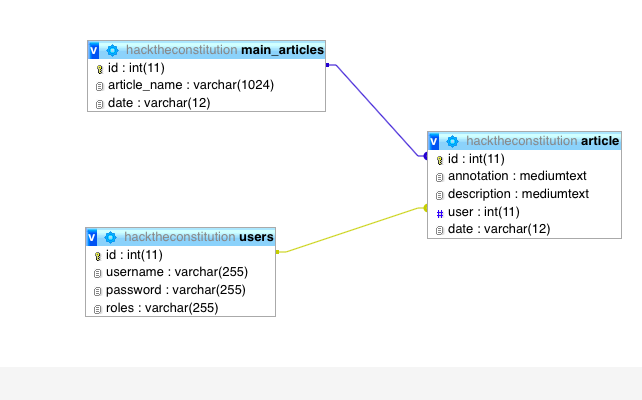 v hacktheconstitution main_articles
id : int(11)
article_name : varchar(1024)
date : varchar(12)
v hacktheconstitution article
id : int(11)
annotation : mediumtext
description : mediumtext
# user : int(11)
date : varchar(12)
v hacktheconstitution users
id : int(11)
username : varchar(255)
password : varchar(255)
roles : varchar(255)